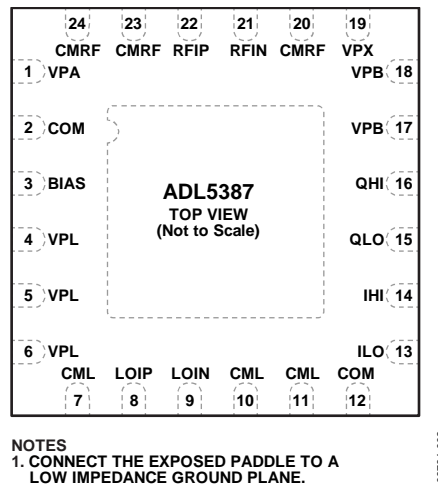 24 23 22 21 20 19
CMRF CMRF RFIP RFIN CMRF VPX
1 VPA VPB 18
2 COM VPB 17
3 BIAS QHI 16
ADL5387
TOP VIEW
(Not to Scale)
4 VPL QLO 15
5 VPL IHI 14
6 VPL ILO 13
CML LOIP LOIN CML CML COM
7 8 9 10 11 12
NOTES
1. CONNECT THE EXPOSED PADDLE TO A
LOW IMPEDANCE GROUND PLANE.